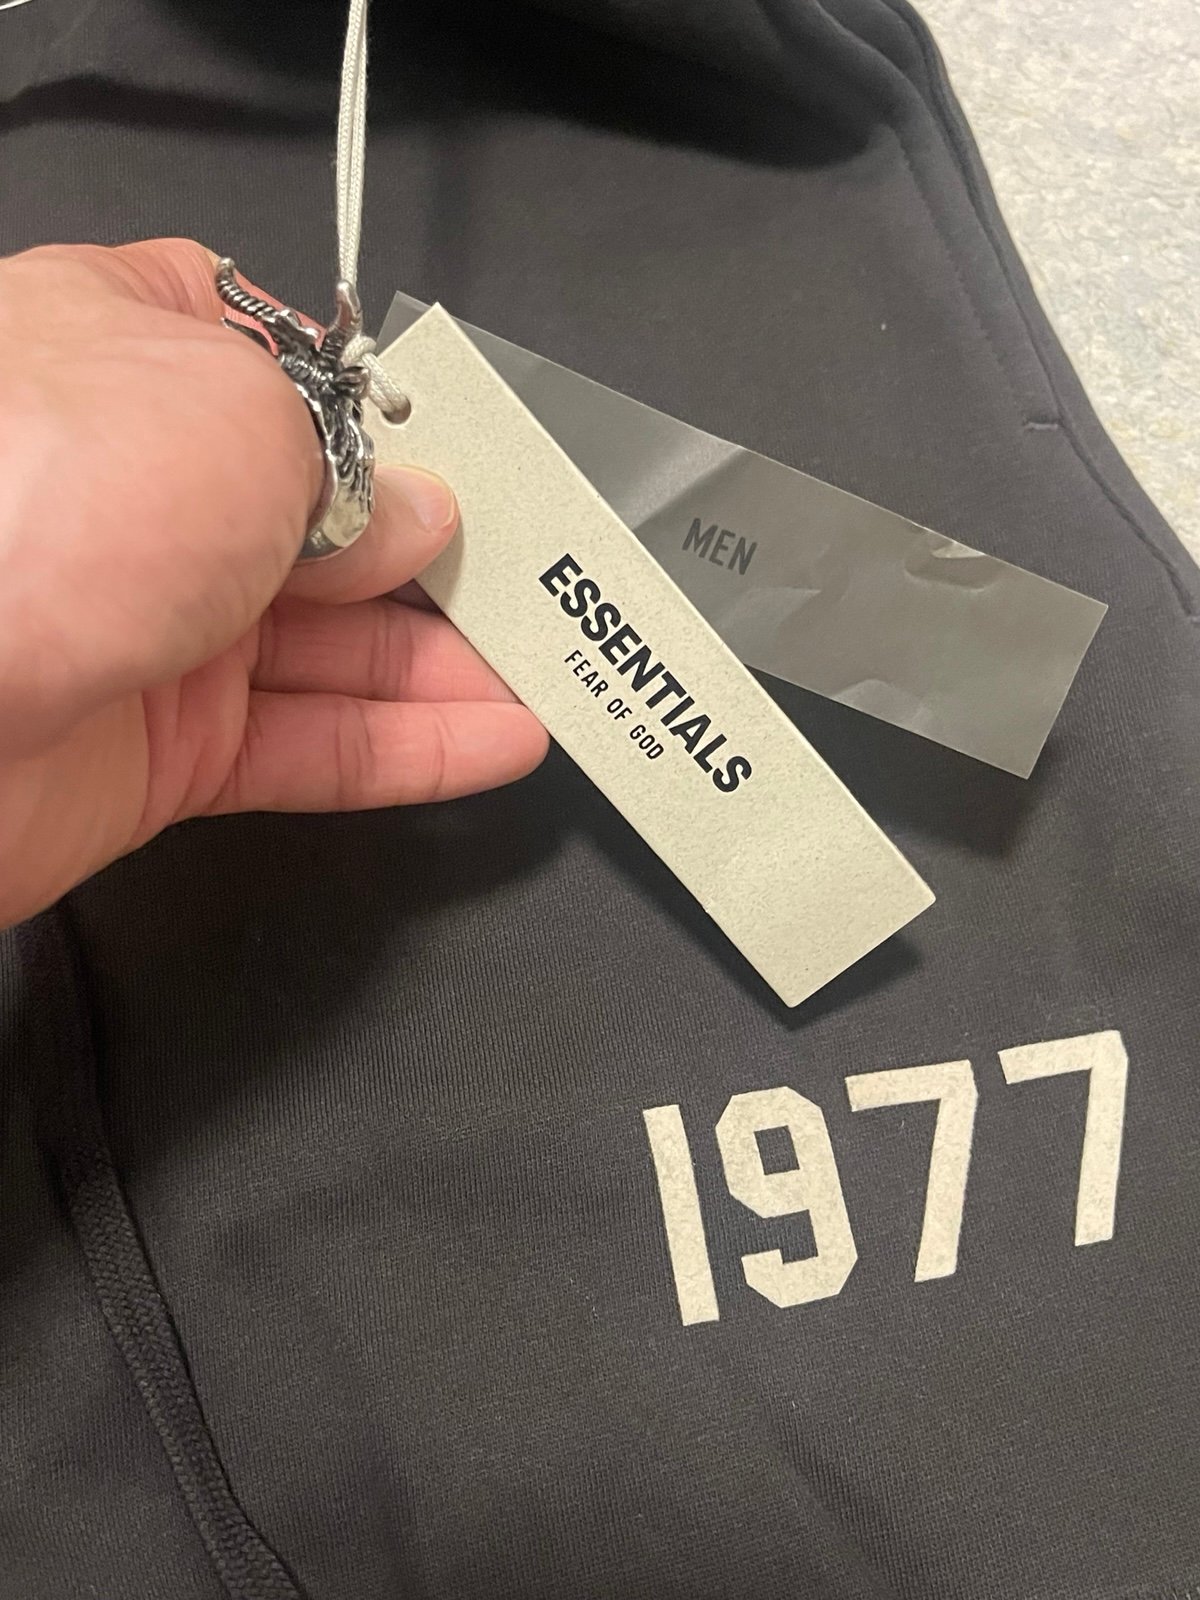 MEN
ESSENTIALS
FEAR OF GOD
1977